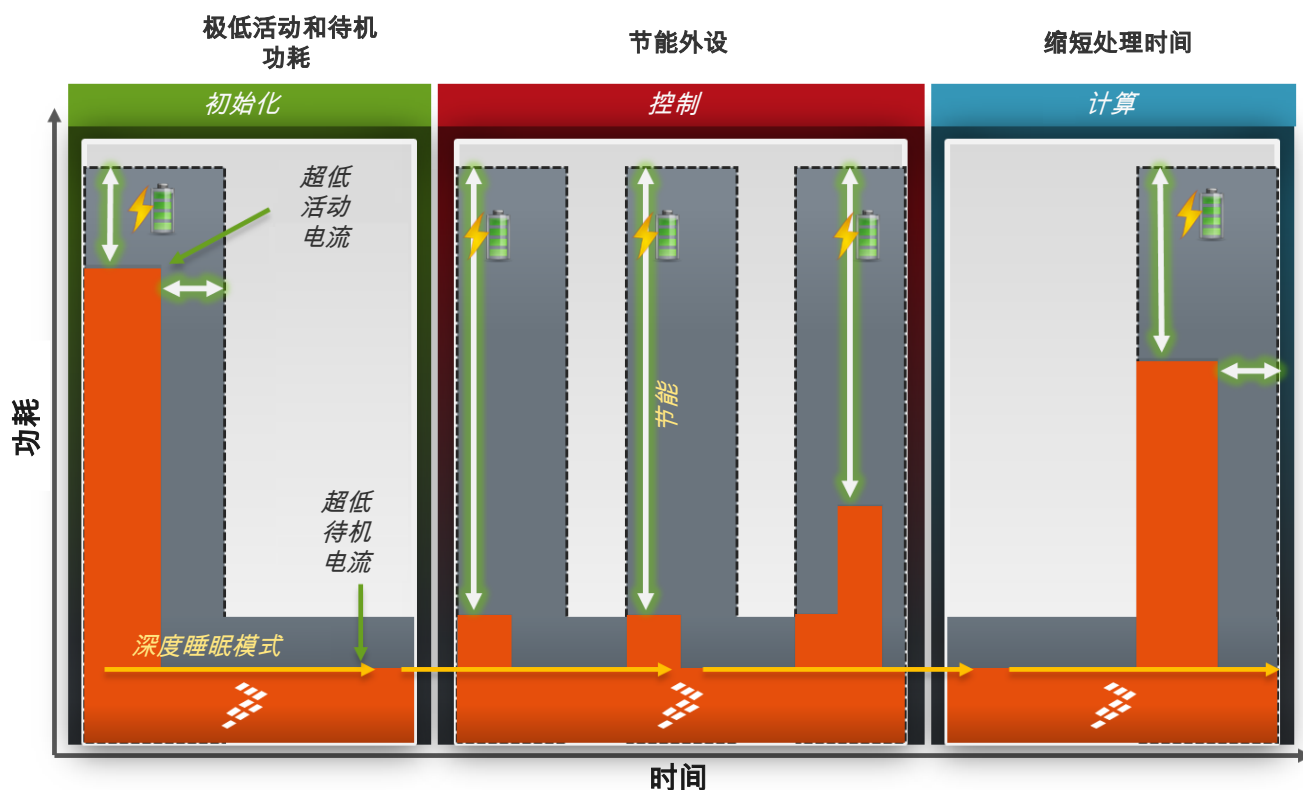 极低活动和待机
功耗
节能外设
缩短处理时间
初始化
控制
计算
超低
活动
电流
节能
功耗
超低
待机
电流
深度睡眠模式
时间